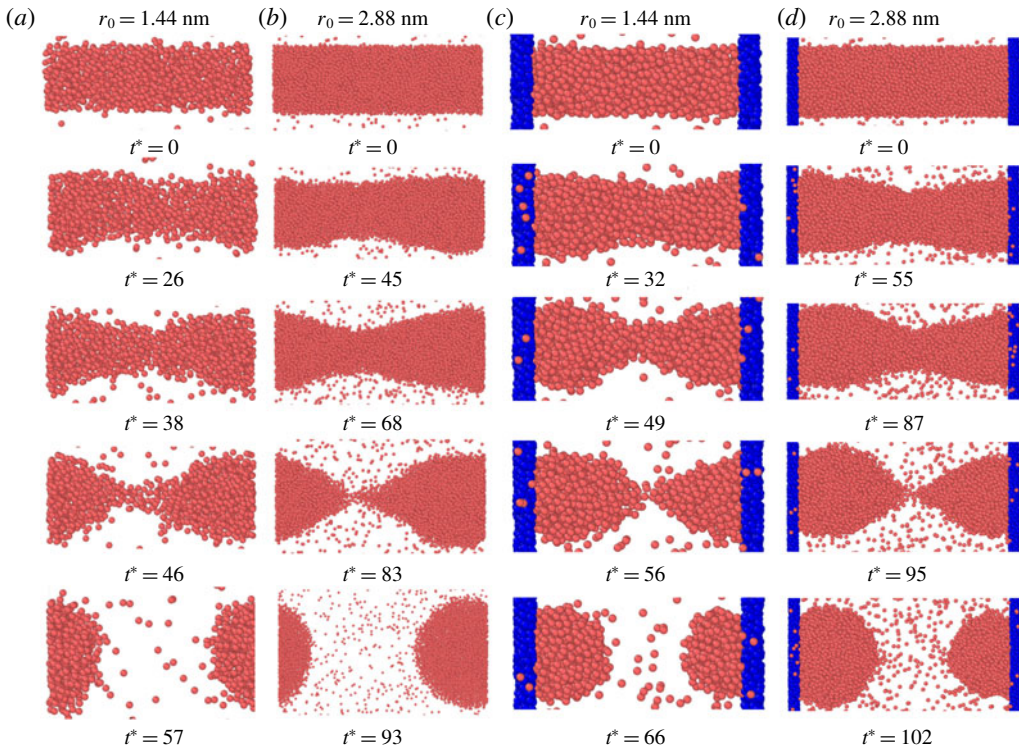 (a) r₀ = 1.44 nm (b) r₀ = 2.88 nm (c) r₀ = 1.44 nm (d) r₀ = 2.88 nm
t* = 0 t* = 0 t* = 0 t* = 0
t* = 26 t* = 45 t* = 32 t* = 55
t* = 38 t* = 68 t* = 49 t* = 87
t* = 46 t* = 83 t* = 56 t* = 95
t* = 57 t* = 93 t* = 66 t* = 102